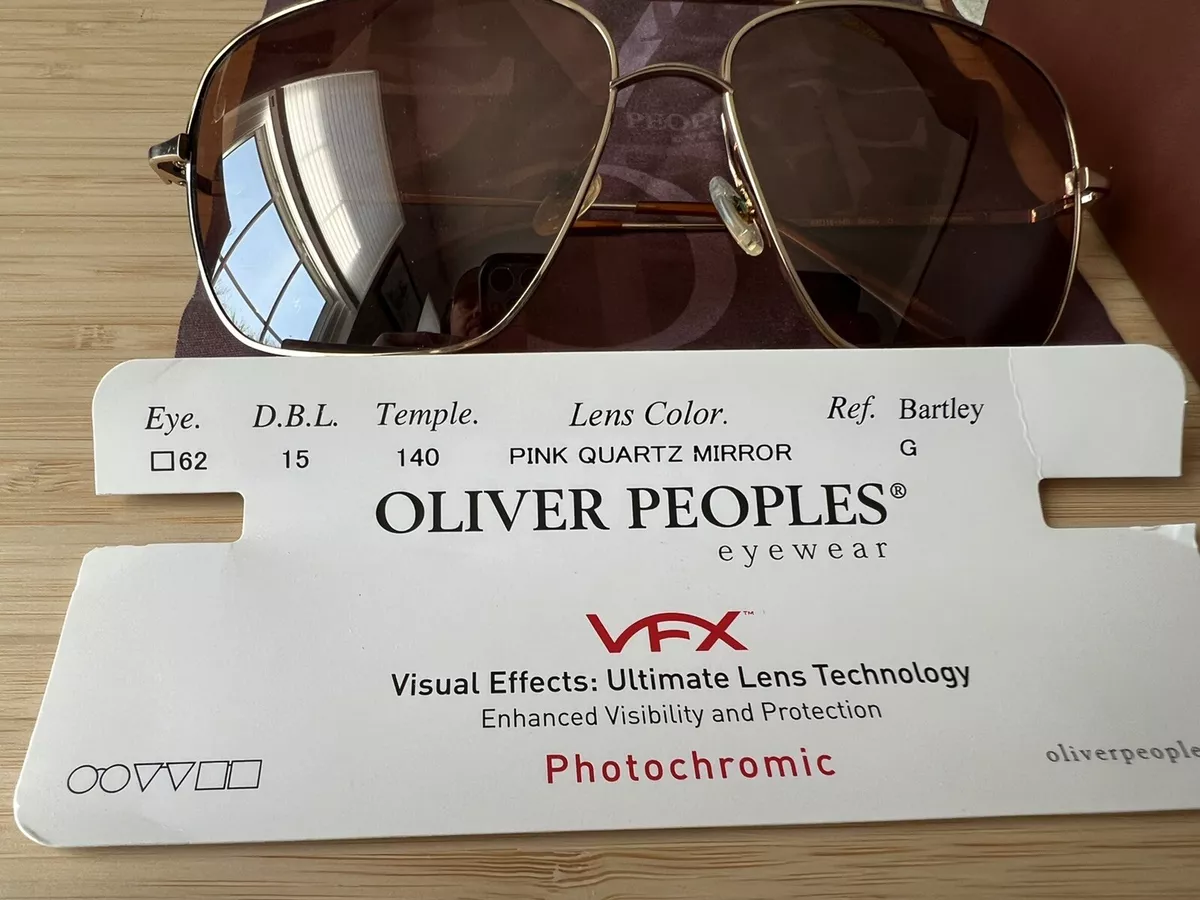 PEOP
Eye. D.B.L. Temple. Lens Color. Ref. Bartley
□62 15 140 PINK QUARTZ MIRROR G
OLIVER PEOPLES®
eyewear
VFX™
Visual Effects: Ultimate Lens Technology
Enhanced Visibility and Protection
Photochromic
oliverpeople